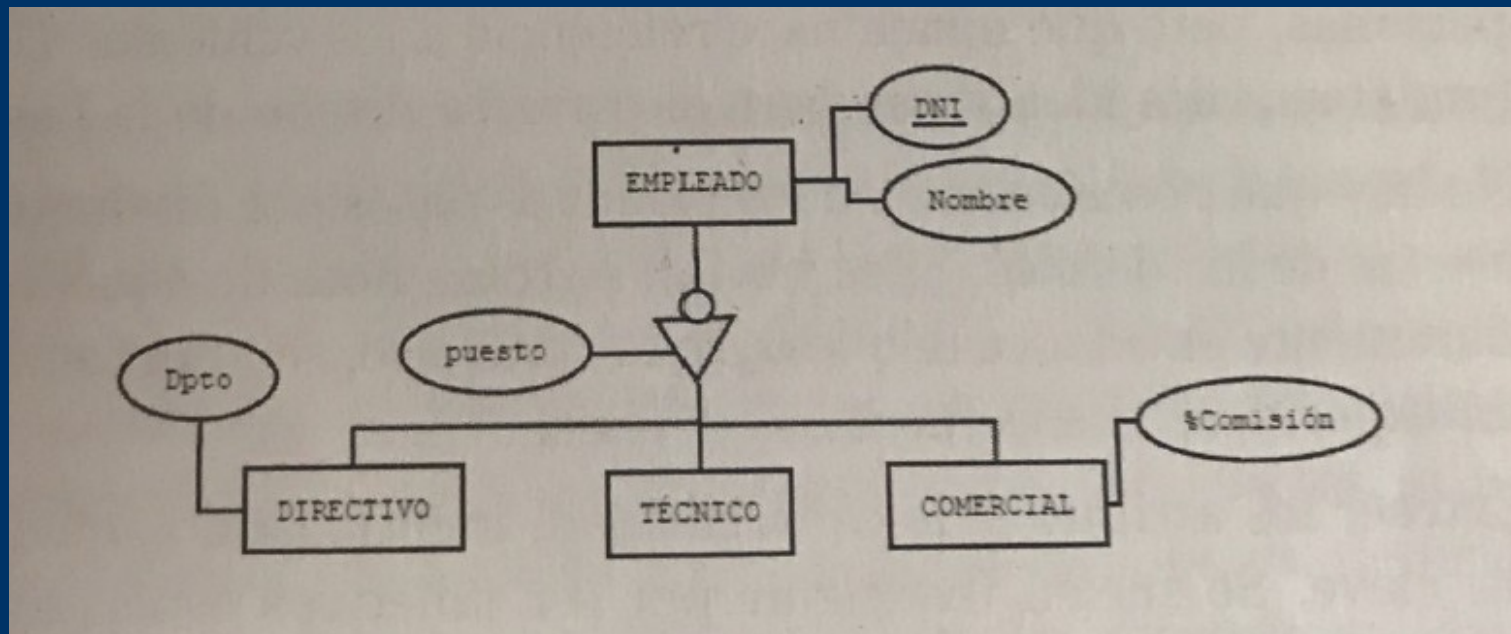 DNI
EMPLEADO
Nombre
puesto
Dpto
%Comisión
DIRECTIVO
TÉCNICO
COMERCIAL